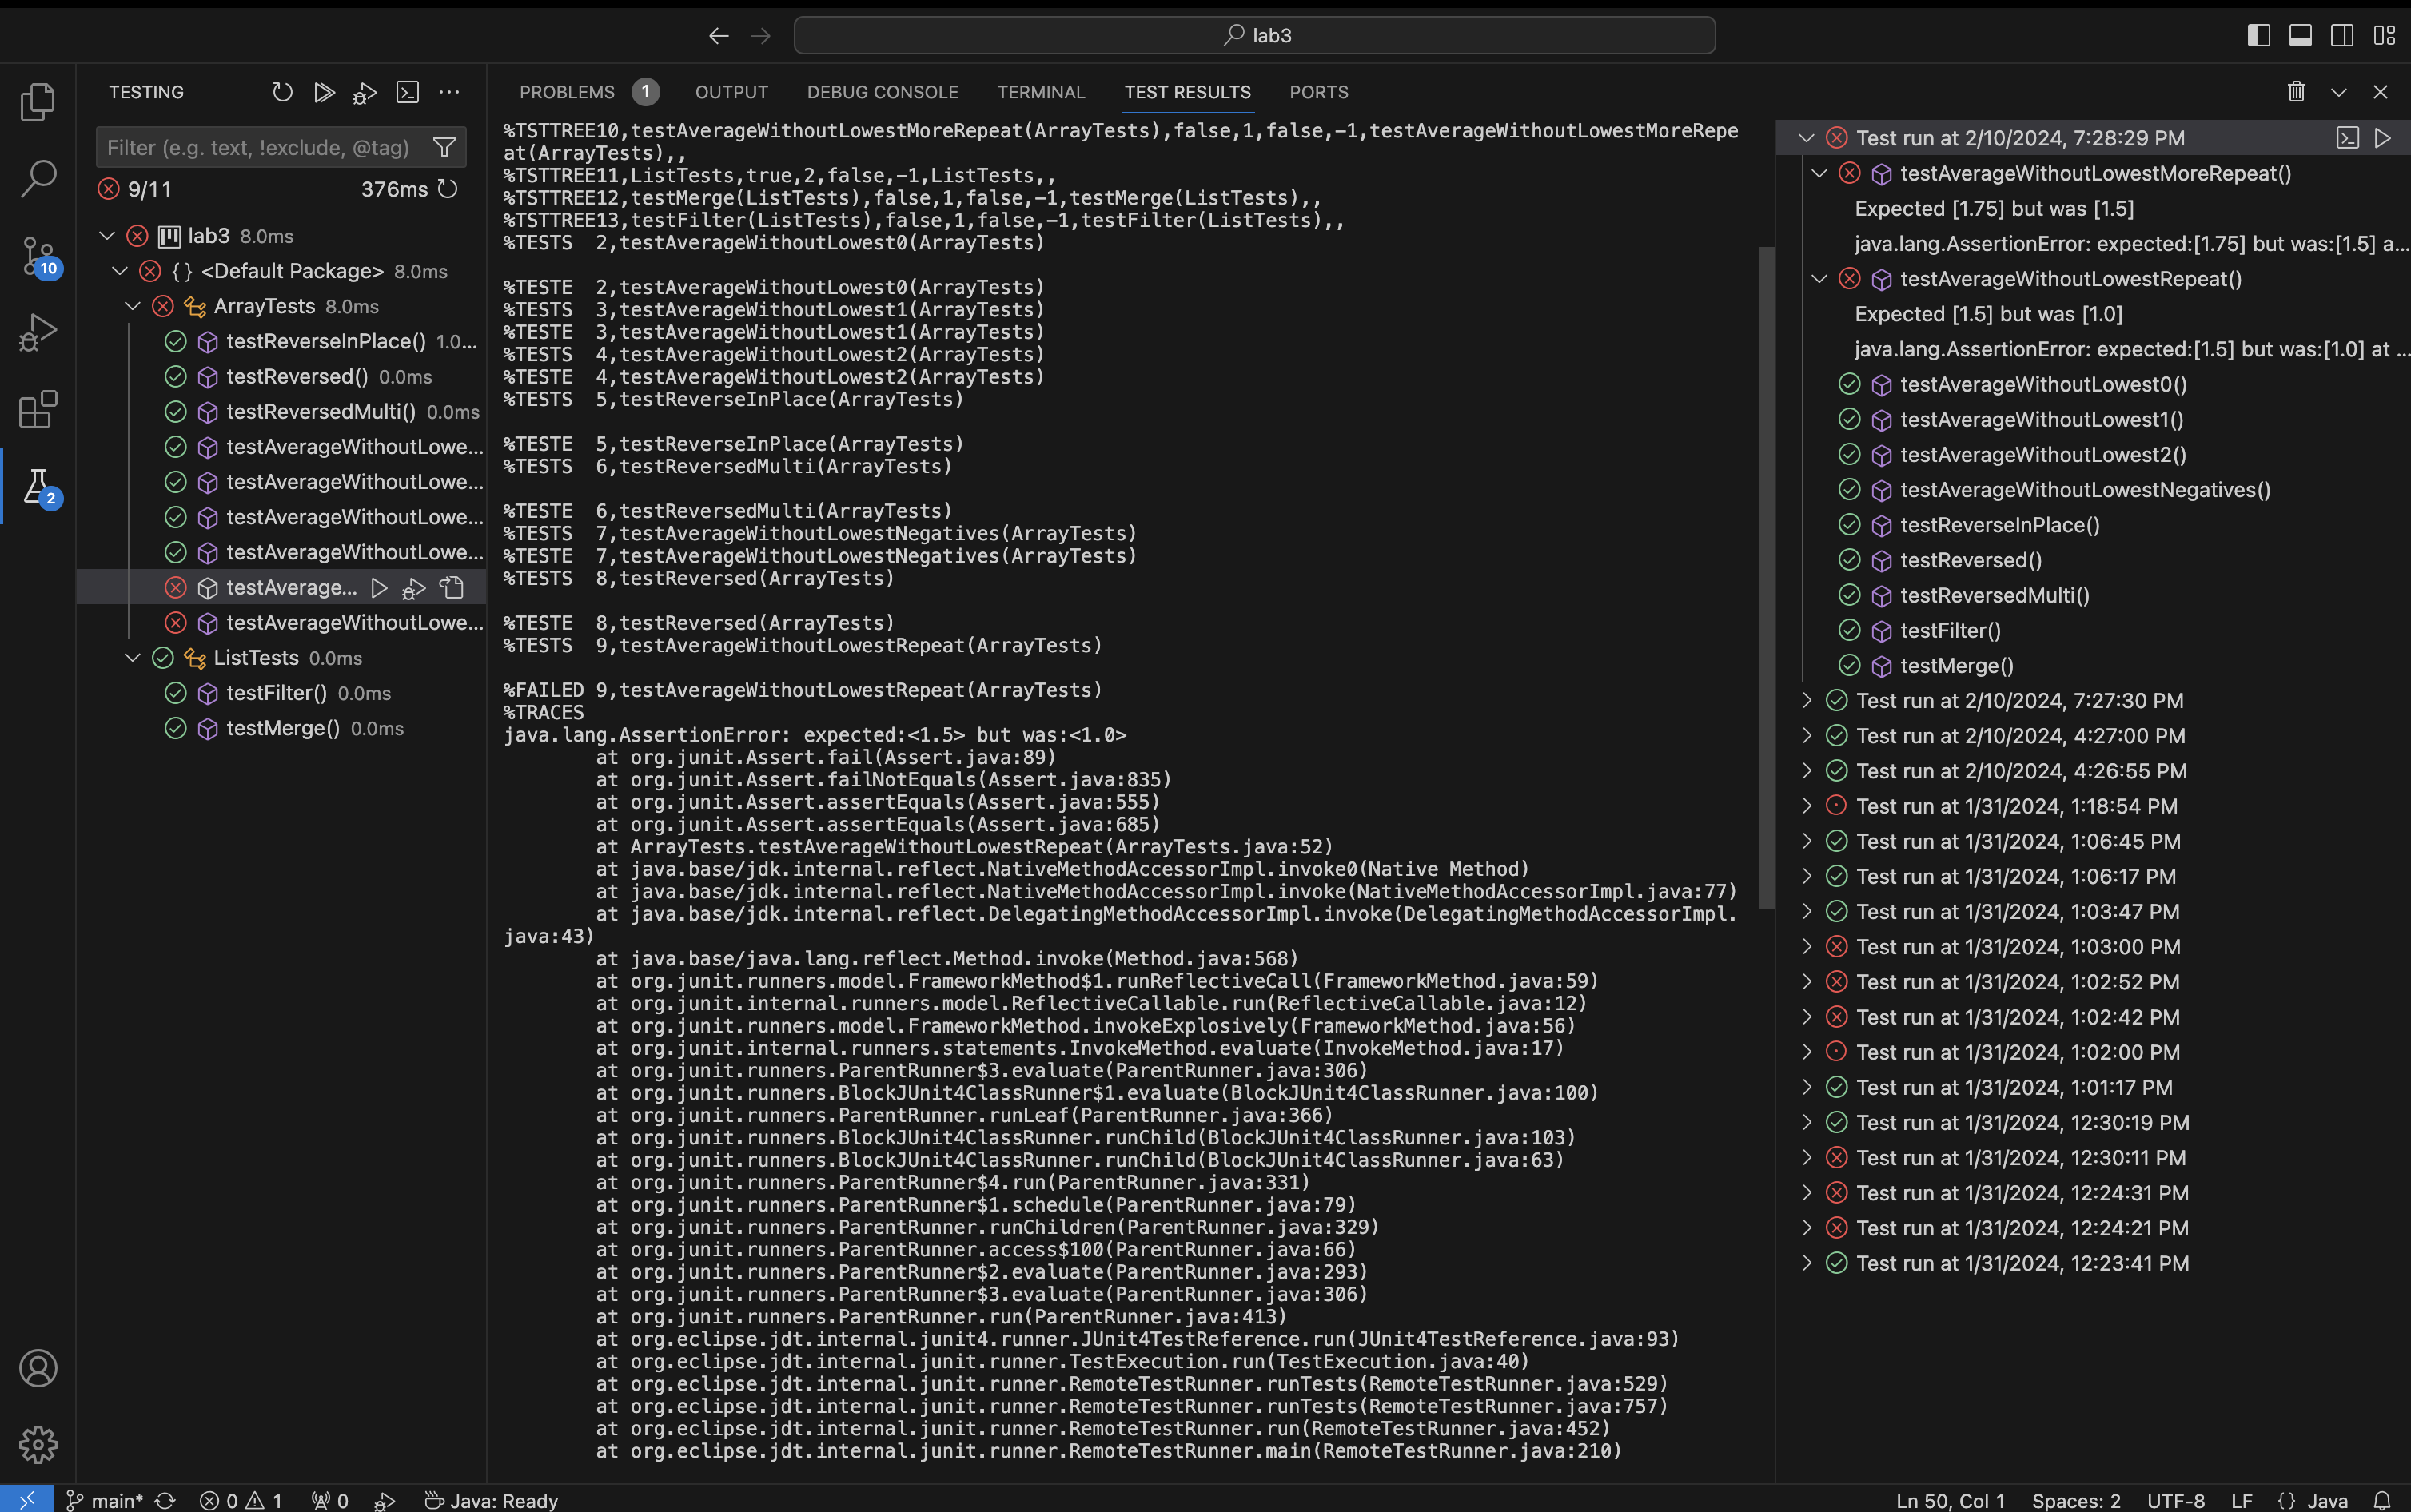 lab3
TESTING
Filter (e.g. text, !exclude, @tag)
9/11 376ms
lab3 8.0ms
{} <Default Package> 8.0ms
ArrayTests 8.0ms
testReverseInPlace() 1.0...
testReversed() 0.0ms
testReversedMulti() 0.0ms
testAverageWithoutLowe...
testAverageWithoutLowe...
testAverageWithoutLowe...
testAverageWithoutLowe...
testAverage...
testAverageWithoutLowe...
ListTests 0.0ms
testFilter() 0.0ms
testMerge() 0.0ms
10
2
PROBLEMS 1 OUTPUT DEBUG CONSOLE TERMINAL TEST RESULTS PORTS
%TSTTREE10,testAverageWithoutLowestMoreRepeat(ArrayTests),false,1,false,-1,testAverageWithoutLowestMoreRepe
at(ArrayTests),,
%TSTTREE11,ListTests,true,2,false,-1,ListTests,,
%TSTTREE12,testMerge(ListTests),false,1,false,-1,testMerge(ListTests),,
%TSTTREE13,testFilter(ListTests),false,1,false,-1,testFilter(ListTests),,
%TESTS  2,testAverageWithoutLowest0(ArrayTests)
%TESTE  2,testAverageWithoutLowest0(ArrayTests)
%TESTS  3,testAverageWithoutLowest1(ArrayTests)
%TESTE  3,testAverageWithoutLowest1(ArrayTests)
%TESTS  4,testAverageWithoutLowest2(ArrayTests)
%TESTE  4,testAverageWithoutLowest2(ArrayTests)
%TESTS  5,testReverseInPlace(ArrayTests)
%TESTE  5,testReverseInPlace(ArrayTests)
%TESTS  6,testReversedMulti(ArrayTests)
%TESTE  6,testReversedMulti(ArrayTests)
%TESTS  7,testAverageWithoutLowestNegatives(ArrayTests)
%TESTE  7,testAverageWithoutLowestNegatives(ArrayTests)
%TESTS  8,testReversed(ArrayTests)
%TESTE  8,testReversed(ArrayTests)
%TESTS  9,testAverageWithoutLowestRepeat(ArrayTests)
%FAILED 9,testAverageWithoutLowestRepeat(ArrayTests)
%TRACES
java.lang.AssertionError: expected:<1.5> but was:<1.0>
at org.junit.Assert.fail(Assert.java:89)
at org.junit.Assert.failNotEquals(Assert.java:835)
at org.junit.Assert.assertEquals(Assert.java:555)
at org.junit.Assert.assertEquals(Assert.java:685)
at ArrayTests.testAverageWithoutLowestRepeat(ArrayTests.java:52)
at java.base/jdk.internal.reflect.NativeMethodAccessorImpl.invoke0(Native Method)
at java.base/jdk.internal.reflect.NativeMethodAccessorImpl.invoke(NativeMethodAccessorImpl.java:77)
at java.base/jdk.internal.reflect.DelegatingMethodAccessorImpl.invoke(DelegatingMethodAccessorImpl.
java:43)
at java.base/java.lang.reflect.Method.invoke(Method.java:568)
at org.junit.runners.model.FrameworkMethod$1.runReflectiveCall(FrameworkMethod.java:59)
at org.junit.internal.runners.model.ReflectiveCallable.run(ReflectiveCallable.java:12)
at org.junit.runners.model.FrameworkMethod.invokeExplosively(FrameworkMethod.java:56)
at org.junit.internal.runners.statements.InvokeMethod.evaluate(InvokeMethod.java:17)
at org.junit.runners.ParentRunner$3.evaluate(ParentRunner.java:306)
at org.junit.runners.BlockJUnit4ClassRunner$1.evaluate(BlockJUnit4ClassRunner.java:100)
at org.junit.runners.ParentRunner.runLeaf(ParentRunner.java:366)
at org.junit.runners.BlockJUnit4ClassRunner.runChild(BlockJUnit4ClassRunner.java:103)
at org.junit.runners.BlockJUnit4ClassRunner.runChild(BlockJUnit4ClassRunner.java:63)
at org.junit.runners.ParentRunner$4.run(ParentRunner.java:331)
at org.junit.runners.ParentRunner$1.schedule(ParentRunner.java:79)
at org.junit.runners.ParentRunner.runChildren(ParentRunner.java:329)
at org.junit.runners.ParentRunner.access$100(ParentRunner.java:66)
at org.junit.runners.ParentRunner$2.evaluate(ParentRunner.java:293)
at org.junit.runners.ParentRunner$3.evaluate(ParentRunner.java:306)
at org.junit.runners.ParentRunner.run(ParentRunner.java:413)
at org.eclipse.jdt.internal.junit4.runner.JUnit4TestReference.run(JUnit4TestReference.java:93)
at org.eclipse.jdt.internal.junit.runner.TestExecution.run(TestExecution.java:40)
at org.eclipse.jdt.internal.junit.runner.RemoteTestRunner.runTests(RemoteTestRunner.java:529)
at org.eclipse.jdt.internal.junit.runner.RemoteTestRunner.runTests(RemoteTestRunner.java:757)
at org.eclipse.jdt.internal.junit.runner.RemoteTestRunner.run(RemoteTestRunner.java:452)
at org.eclipse.jdt.internal.junit.runner.RemoteTestRunner.main(RemoteTestRunner.java:210)
Test run at 2/10/2024, 7:28:29 PM
testAverageWithoutLowestMoreRepeat()
Expected [1.75] but was [1.5]
java.lang.AssertionError: expected:[1.75] but was:[1.5] a...
testAverageWithoutLowestRepeat()
Expected [1.5] but was [1.0]
java.lang.AssertionError: expected:[1.5] but was:[1.0] at ...
testAverageWithoutLowest0()
testAverageWithoutLowest1()
testAverageWithoutLowest2()
testAverageWithoutLowestNegatives()
testReverseInPlace()
testReversed()
testReversedMulti()
testFilter()
testMerge()
Test run at 2/10/2024, 7:27:30 PM
Test run at 2/10/2024, 4:27:00 PM
Test run at 2/10/2024, 4:26:55 PM
Test run at 1/31/2024, 1:18:54 PM
Test run at 1/31/2024, 1:06:45 PM
Test run at 1/31/2024, 1:06:17 PM
Test run at 1/31/2024, 1:03:47 PM
Test run at 1/31/2024, 1:03:00 PM
Test run at 1/31/2024, 1:02:52 PM
Test run at 1/31/2024, 1:02:42 PM
Test run at 1/31/2024, 1:02:00 PM
Test run at 1/31/2024, 1:01:17 PM
Test run at 1/31/2024, 12:30:19 PM
Test run at 1/31/2024, 12:30:11 PM
Test run at 1/31/2024, 12:24:31 PM
Test run at 1/31/2024, 12:24:21 PM
Test run at 1/31/2024, 12:23:41 PM
main* 0 1 0 Java: Ready Ln 50, Col 1 Spaces: 2 UTF-8 LF {} Java